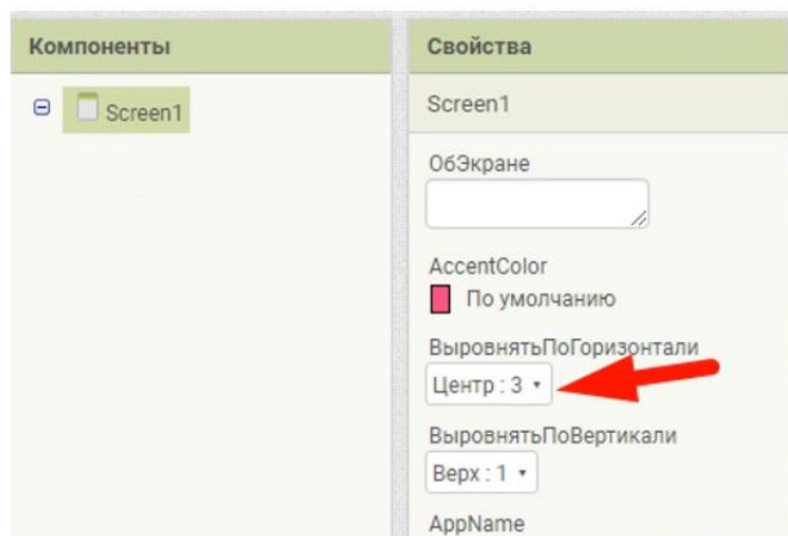 Компоненты
Screen1
Свойства
Screen1
ОбЭкране
AccentColor
По умолчанию
ВыровнятьПоГоризонтали
Центр : 3
ВыровнятьПоВертикали
Верх : 1
AppName